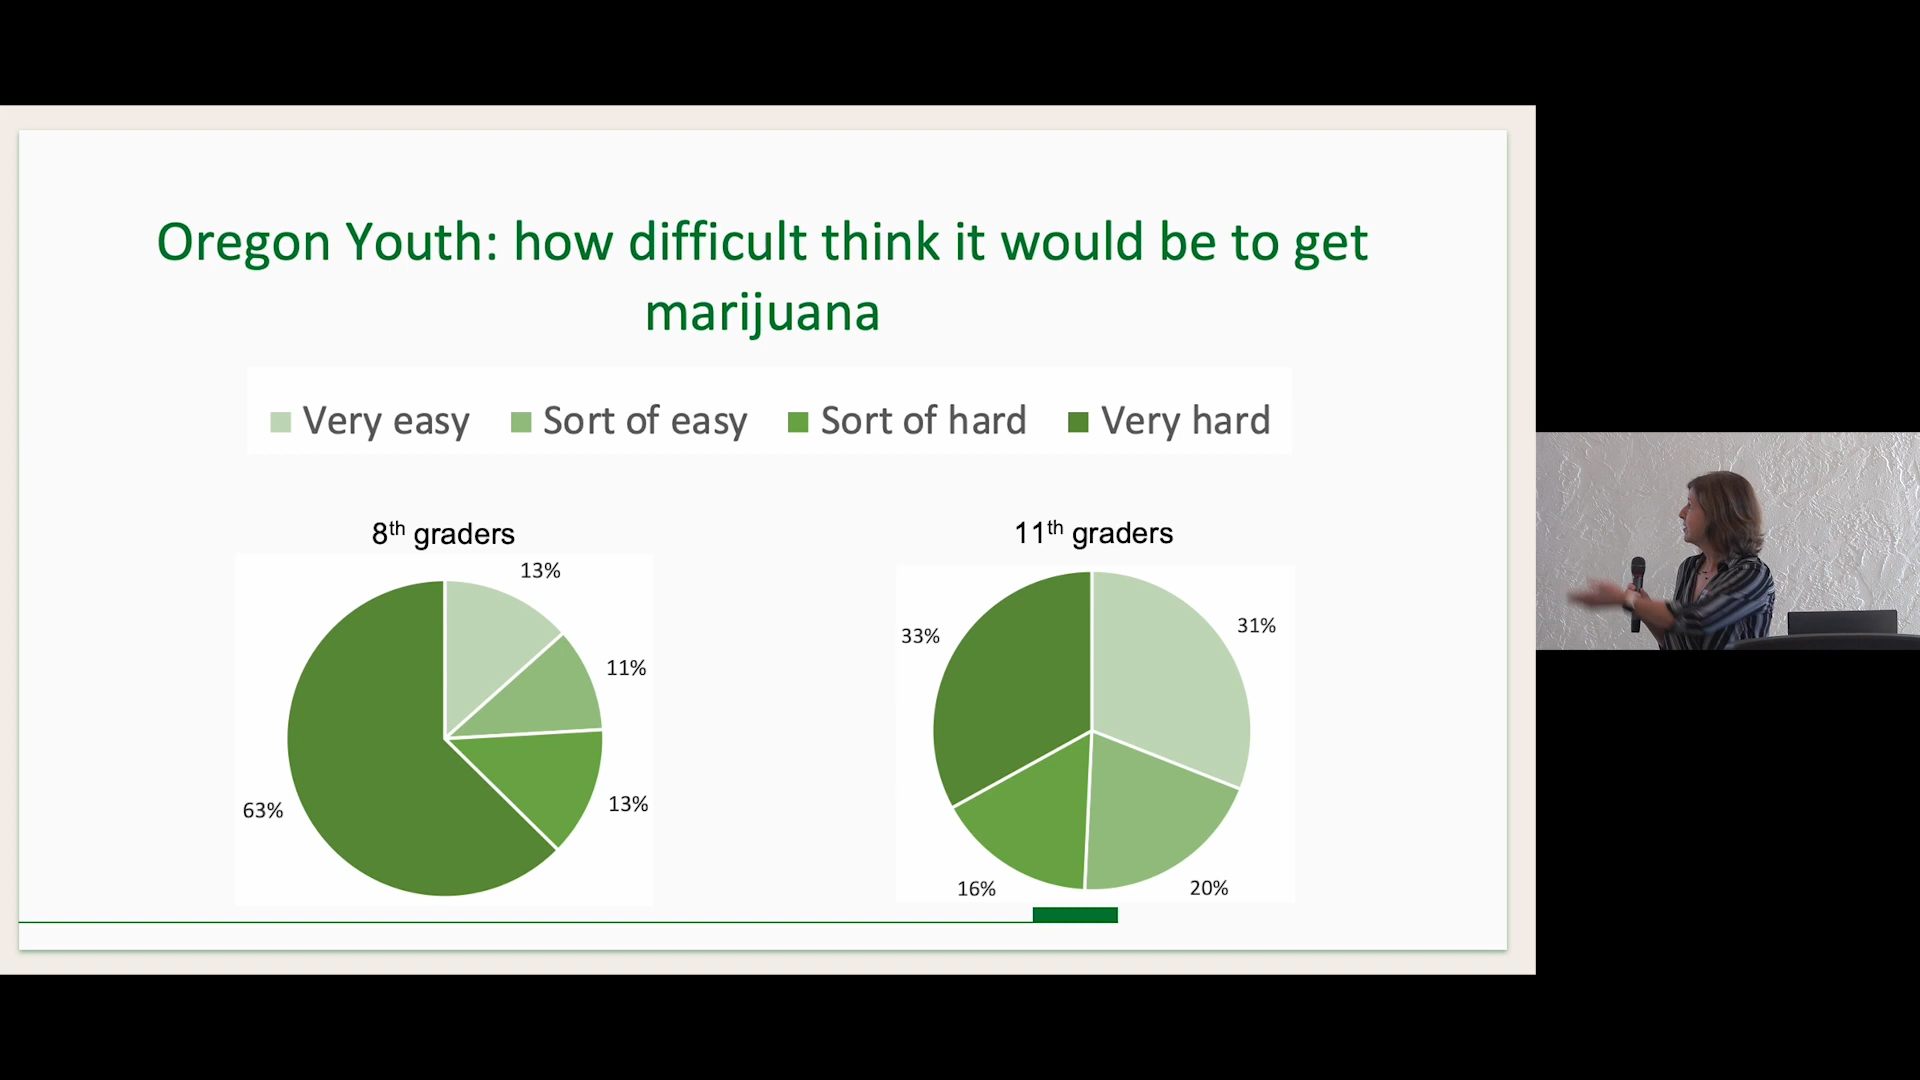 Oregon Youth: how difficult think it would be to get
marijuana
Very easy Sort of easy Sort of hard Very hard
8th graders
13%
11%
13%
63%
11th graders
31%
20%
16%
33%